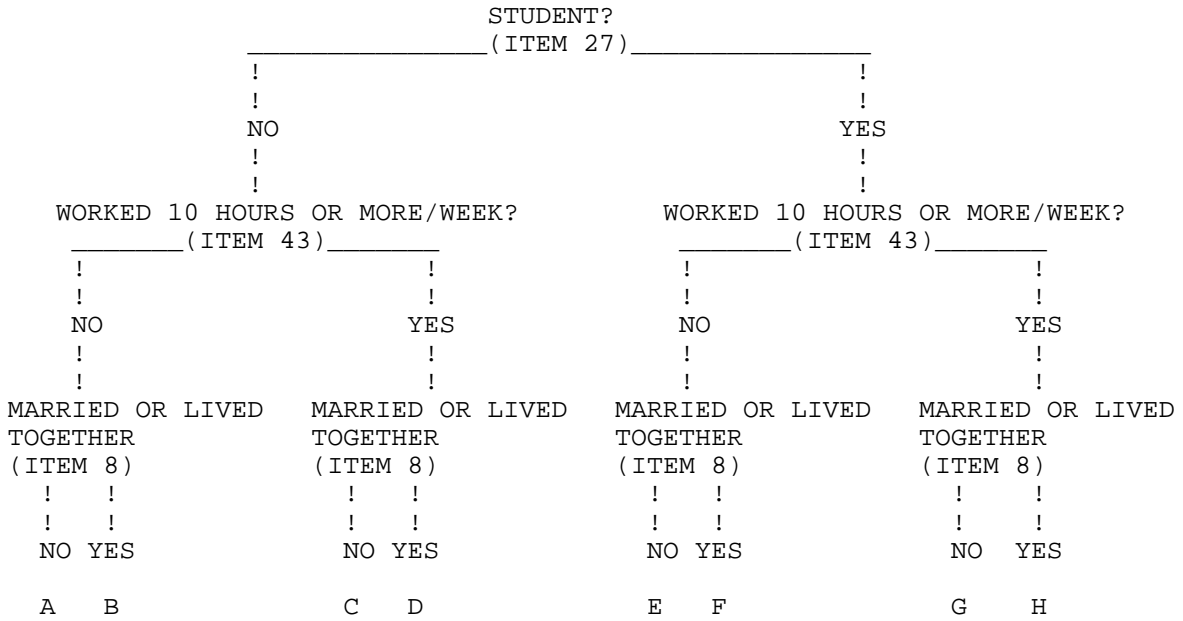 STUDENT?
(ITEM 27)
NO YES
WORKED 10 HOURS OR MORE/WEEK? WORKED 10 HOURS OR MORE/WEEK?
(ITEM 43) (ITEM 43)
NO YES NO YES
MARRIED OR LIVED MARRIED OR LIVED MARRIED OR LIVED MARRIED OR LIVED
TOGETHER TOGETHER TOGETHER TOGETHER
(ITEM 8) (ITEM 8) (ITEM 8) (ITEM 8)
NO YES NO YES NO YES NO YES
A B C D E F G H